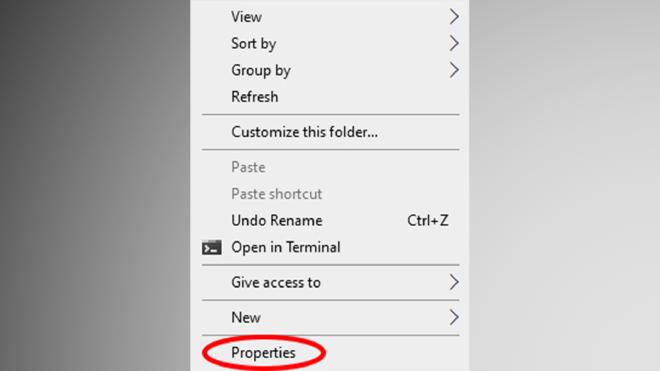 View
Sort by
Group by
Refresh
Customize this folder...
Paste
Paste shortcut
Undo Rename Ctrl+Z
Open in Terminal
Give access to
New
Properties